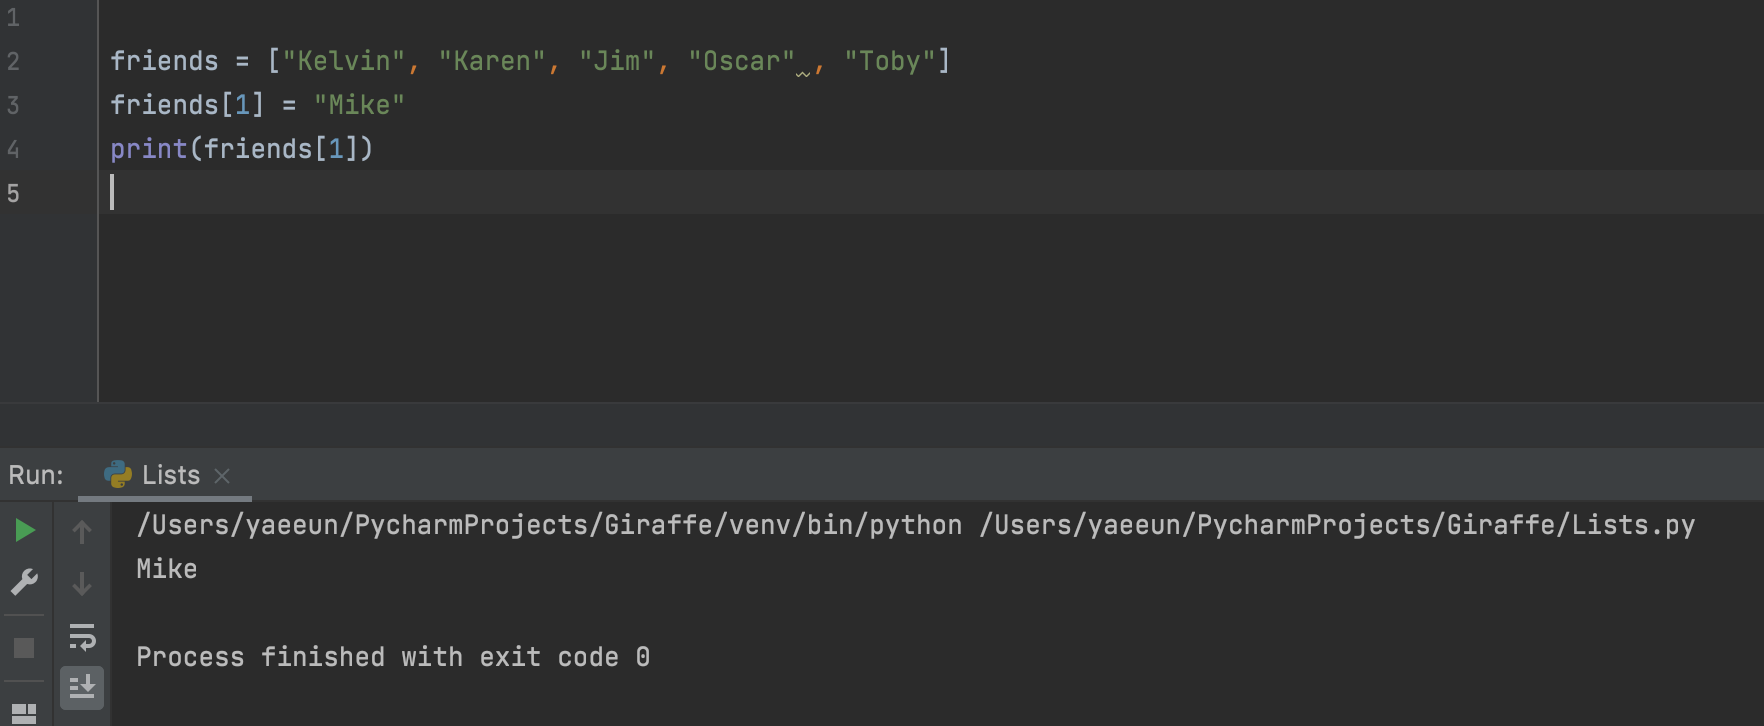 1
2 friends = ["Kelvin", "Karen", "Jim", "Oscar" , "Toby"]
3 friends[1] = "Mike"
4 print(friends[1])
5
Run: Lists
/Users/yaeeun/PycharmProjects/Giraffe/venv/bin/python /Users/yaeeun/PycharmProjects/Giraffe/Lists.py
Mike
Process finished with exit code 0